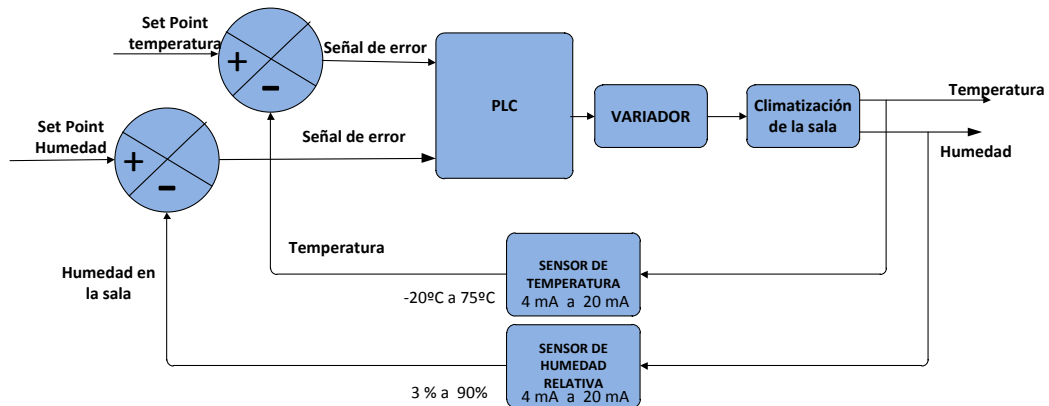 Set Point
temperatura
+
−
Señal de error
Set Point
Humedad
+
−
Señal de error
PLC
VARIADOR
Climatización
de la sala
Temperatura
Humedad
Temperatura
SENSOR DE
TEMPERATURA
4 mA a 20 mA
-20ºC a 75ºC
Humedad en
la sala
SENSOR DE
HUMEDAD
RELATIVA
4 mA a 20 mA
3 % a 90%